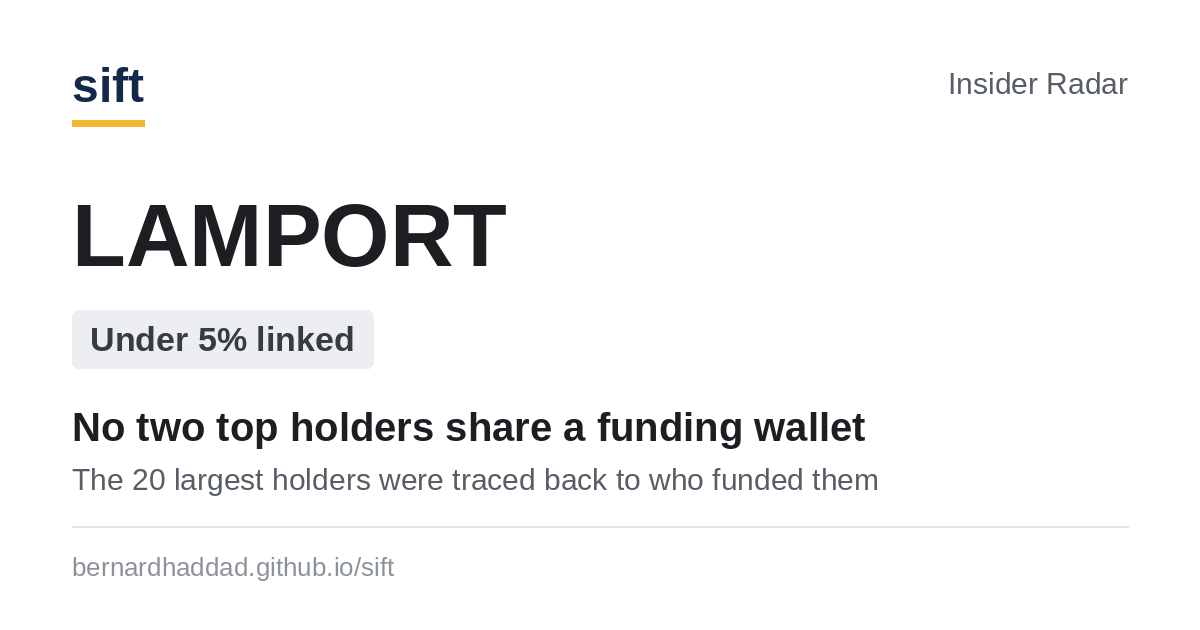 sift
Insider Radar
LAMPORT
Under 5% linked
No two top holders share a funding wallet
The 20 largest holders were traced back to who funded them
bernardhaddad.github.io/sift